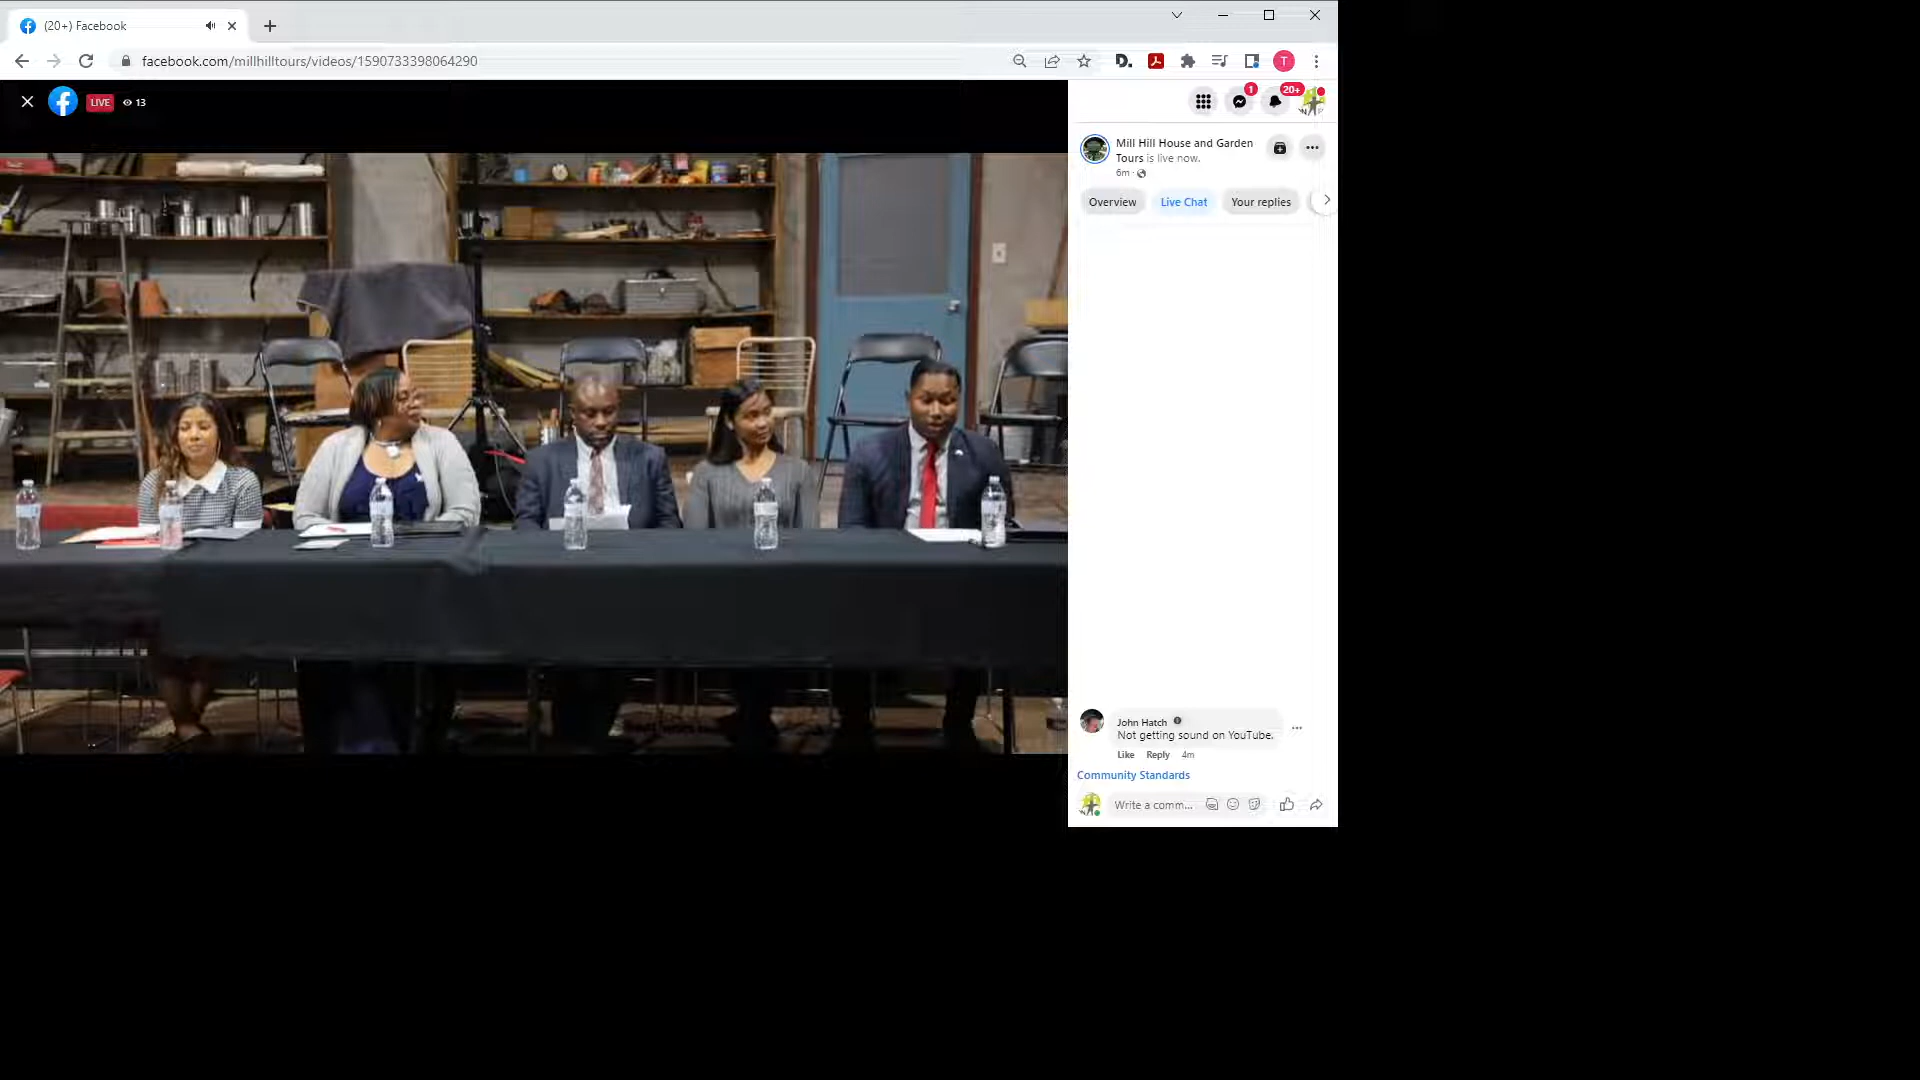 (20+) Facebook
facebook.com/millhilltours/videos/1590733398064290
D.
T
LIVE 13
1
20+
Mill Hill House and Garden
Tours is live now.
6m ·
Overview
Live Chat
Your replies
John Hatch
Not getting sound on YouTube.
Like Reply 4m
Community Standards
Write a comm...